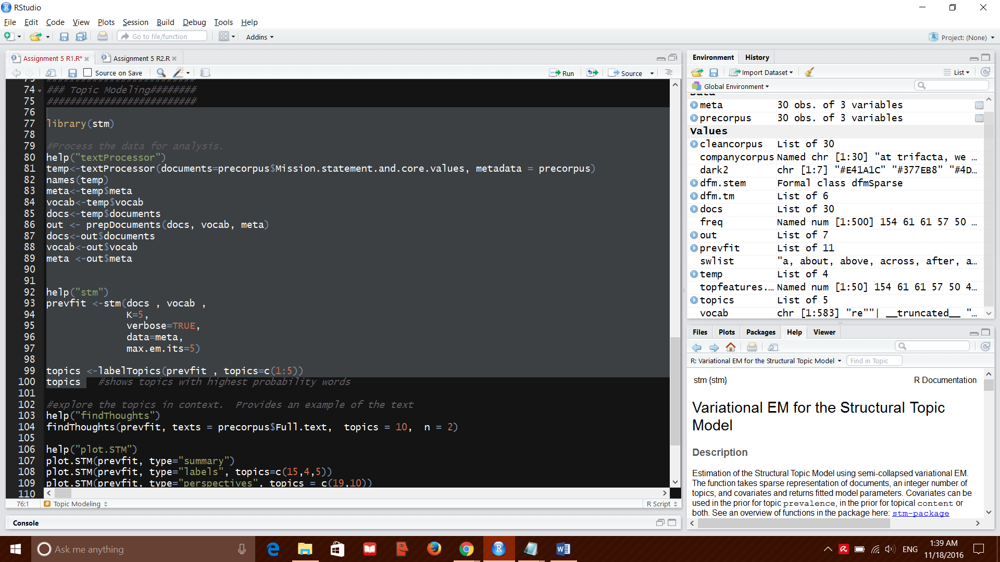 RStudio
File Edit Code View Plots Session Build Debug Tools Help
Go to file/function Addins Project: (None)
Assignment 5 R1.R* Assignment 5 R2.R
Source on Save Run Source
73 ##########################
74 ### Topic Modeling########
75 ##########################
76
77 library(stm)
78
79 #Process the data for analysis.
80 help("textProcessor")
81 temp<-textProcessor(documents=precorpus$Mission.statement.and.core.values, metadata = precorpus)
82 names(temp)
83 meta<-temp$meta
84 vocab<-temp$vocab
85 docs<-temp$documents
86 out <- prepDocuments(docs, vocab, meta)
87 docs<-out$documents
88 vocab<-out$vocab
89 meta <-out$meta
90
91
92 help("stm")
93 prevfit <-stm(docs , vocab ,
94 K=5,
95 verbose=TRUE,
96 data=meta,
97 max.em.its=5)
98
99 topics <-labelTopics(prevfit , topics=c(1:5))
100 topics #shows topics with highest probability words
101
102 #explore the topics in context. Provides an example of the text
103 help("findThoughts")
104 findThoughts(prevfit, texts = precorpus$Full.text, topics = 10, n = 2)
105
106 help("plot.STM")
107 plot.STM(prevfit, type="summary")
108 plot.STM(prevfit, type="labels", topics=c(15,4,5))
109 plot.STM(prevfit, type="perspectives", topics = c(19,10))
110
76:1 # Topic Modeling R Script
Console
Environment History
Import Dataset List
Global Environment
Data
meta 30 obs. of 3 variables
precorpus 30 obs. of 3 variables
Values
cleancorpus List of 30
companycorpus Named chr [1:30] "at trifacta, we …
dark2 chr [1:7] "#E41A1C" "#377EB8" "#4D…
dfm.stem Formal class dfmSparse
dfm.tm List of 6
docs List of 30
freq Named num [1:500] 154 61 61 57 50 …
out List of 7
prevfit List of 11
swlist "a, about, above, across, after, a…
temp List of 4
topfeatures.… Named num [1:50] 154 61 61 57 50 4…
topics List of 5
vocab chr [1:583] "re""| __truncated__ "…
Files Plots Packages Help Viewer
R: Variational EM for the Structural Topic Model Find in Topic
stm {stm} R Documentation
Variational EM for the Structural Topic
Model
Description
Estimation of the Structural Topic Model using semi-collapsed variational EM.
The function takes sparse representation of documents, an integer number of
topics, and covariates and returns fitted model parameters. Covariates can be
used in the prior for topic prevalence, in the prior for topical content or
both. See an overview of functions in the package here: stm-package
Ask me anything
ENG
1:39 AM
11/18/2016